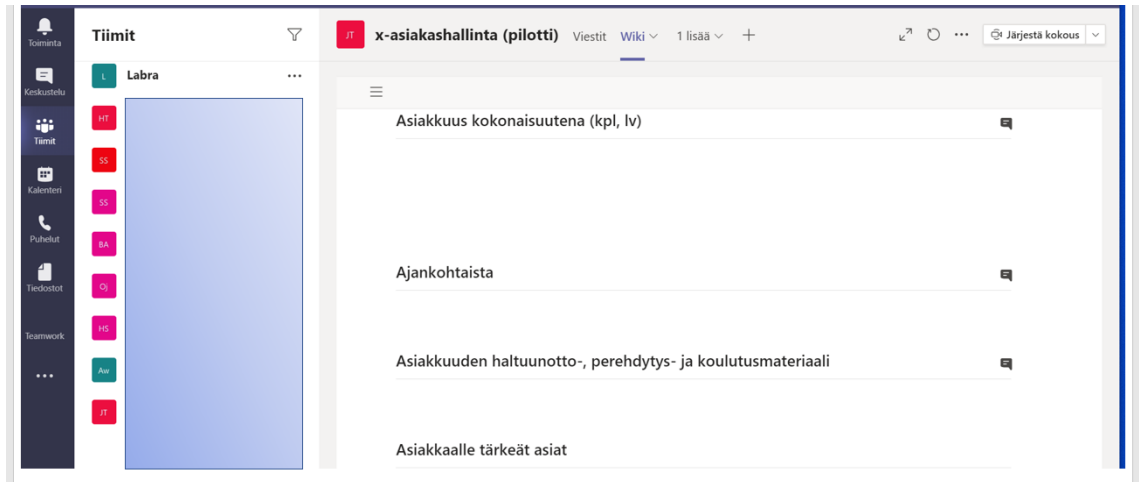 Toiminta
Keskustelu
Tiimit
Kalenteri
Puhelut
Tiedostot
Teamwork
Tiimit
L Labra
HT
SS
SS
BA
Oj
HS
Aw
JT
JT x-asiakashallinta (pilotti) Viestit Wiki 1 lisää Järjestä kokous
Asiakkuus kokonaisuutena (kpl, lv)
Ajankohtaista
Asiakkuuden haltuunotto-, perehdytys- ja koulutusmateriaali
Asiakkaalle tärkeät asiat